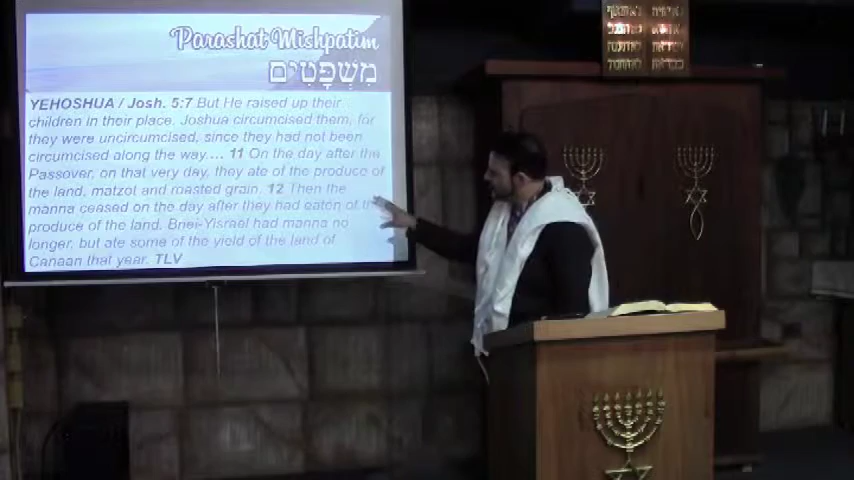 Parashat Mishpatim
מִשְׁפָּטִים
YEHOSHUA / Josh. 5:7 But He raised up their
children in their place. Joshua circumcised them, for
they were uncircumcised, since they had not been
circumcised along the way.... 11 On the day after the
Passover, on that very day, they ate of the produce of
the land, matzot and roasted grain. 12 Then the
manna ceased on the day after they had eaten of the
produce of the land. Bnei-Yisrael had manna no
longer, but ate some of the yield of the land of
Canaan that year. TLV